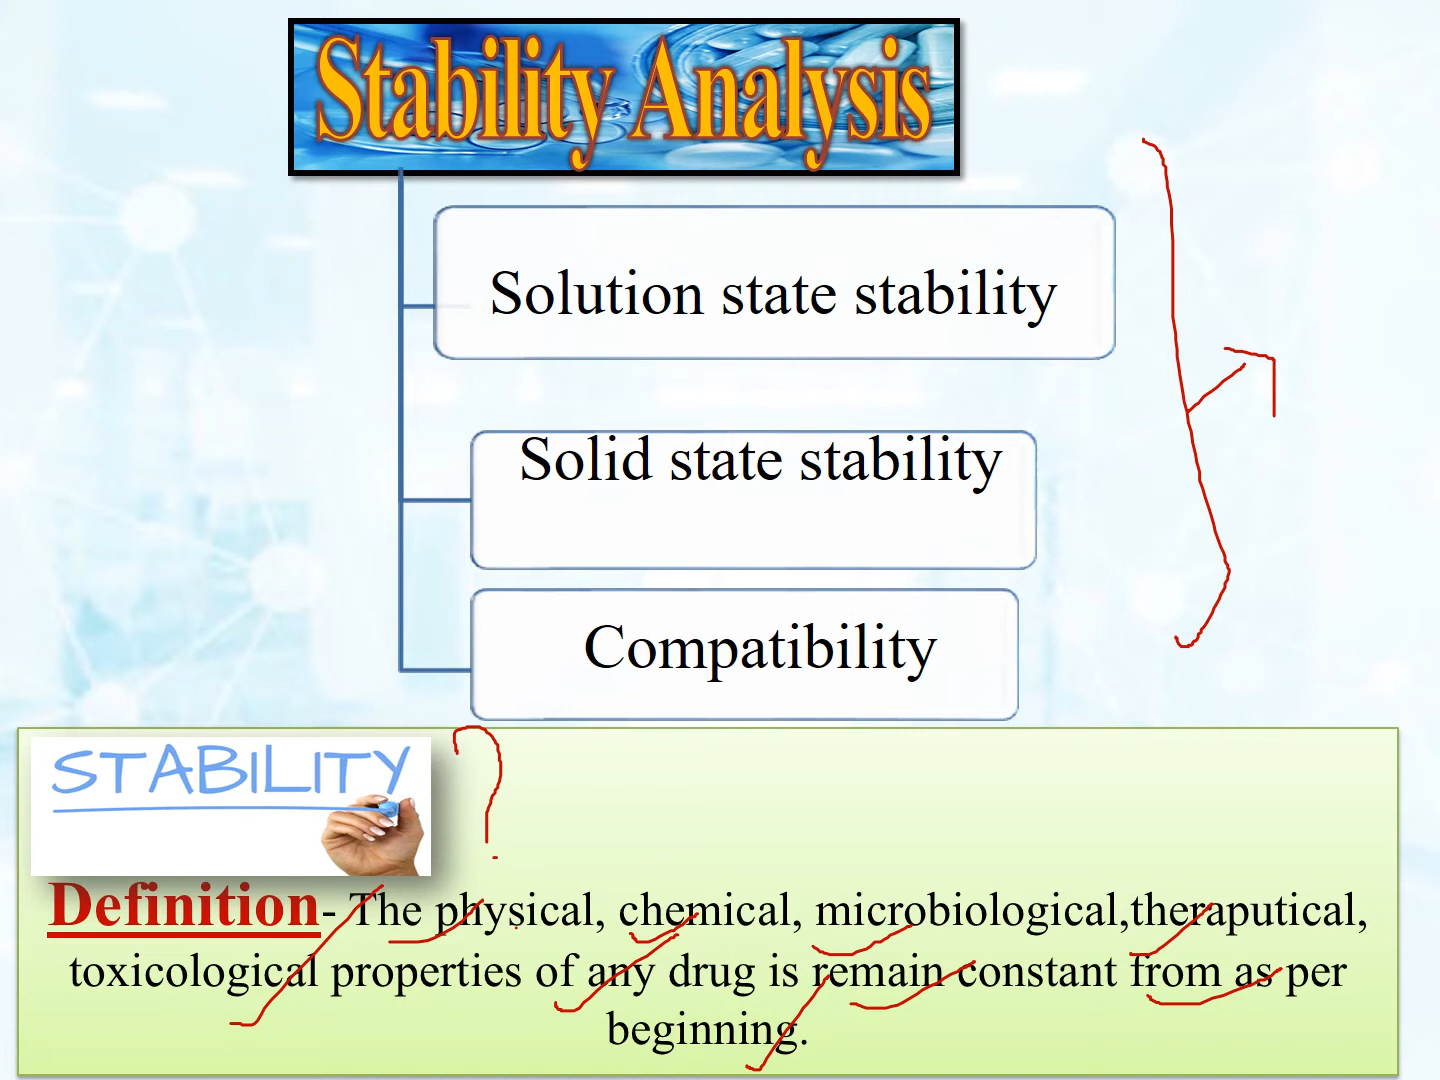 Stability Analysis
Solution state stability
Solid state stability
Compatibility
STABILITY
?
Definition- The physical, chemical, microbiological,theraputical,
toxicological properties of any drug is remain constant from as per
beginning.